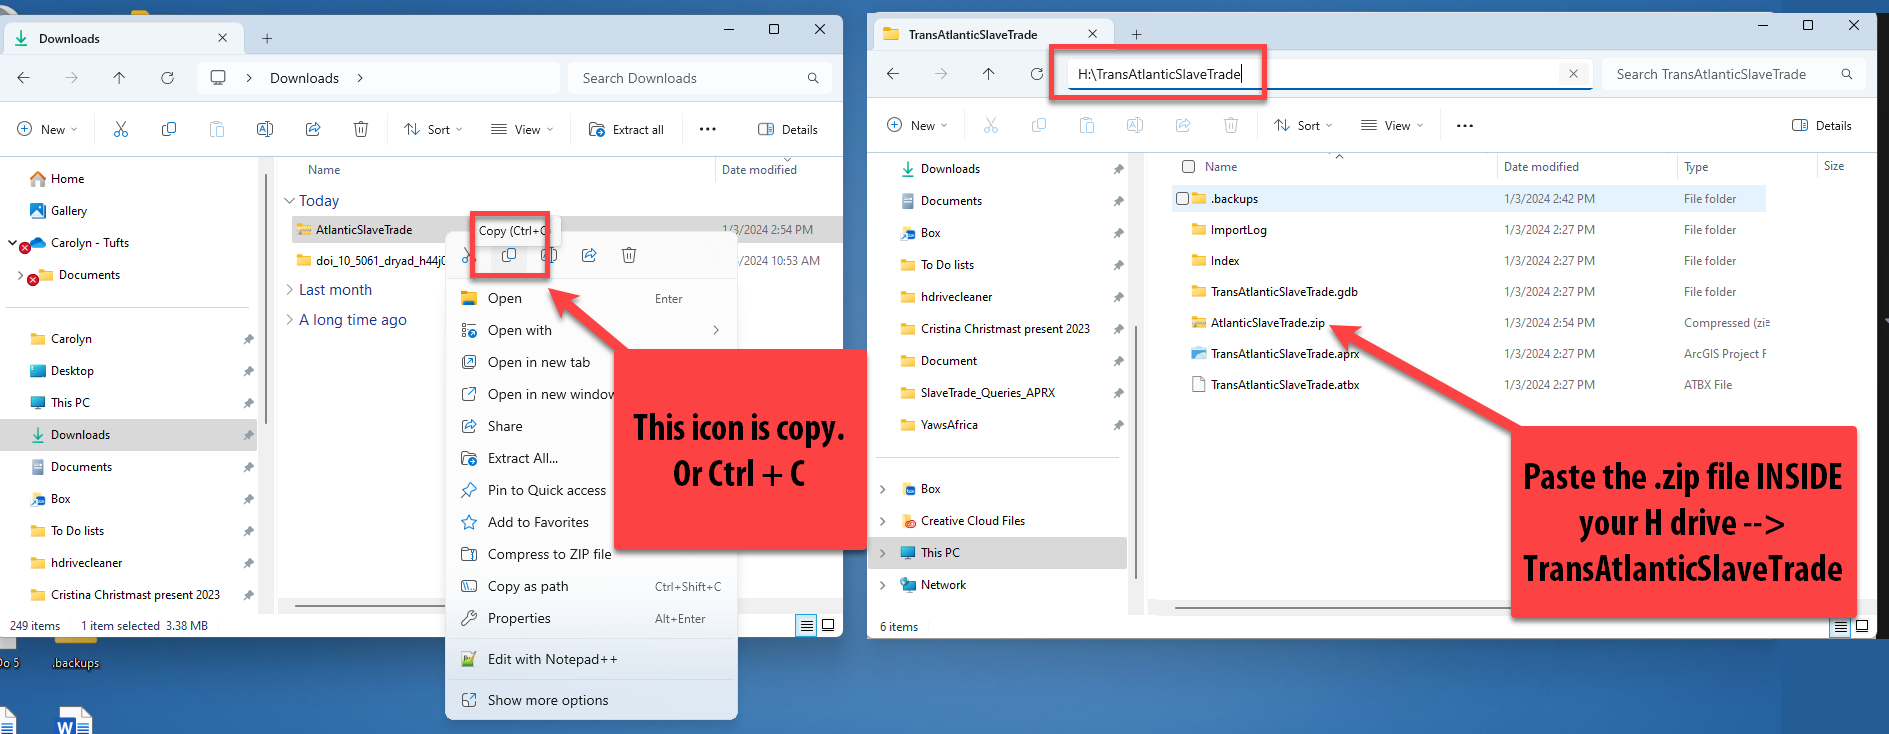 Downloads
Downloads
Search Downloads
New
Sort
View
Extract all
Details
Home
Gallery
Carolyn - Tufts
Documents
Carolyn
Desktop
This PC
Downloads
Documents
Box
To Do lists
hdrivecleaner
Cristina Christmast present 2023
Name
Date modified
Today
AtlanticSlaveTrade
1/3/2024 2:54 PM
doi_10_5061_dryad_h44j0
/2024 10:53 AM
Last month
A long time ago
Copy (Ctrl+C)
Open
Enter
Open with
Open in new tab
Open in new window
Share
Extract All...
Pin to Quick access
Add to Favorites
Compress to ZIP file
Copy as path
Ctrl+Shift+C
Properties
Alt+Enter
Edit with Notepad++
Show more options
This icon is copy.
Or Ctrl + C
249 items
1 item selected
3.38 MB
Do 5
.backups
TransAtlanticSlaveTrade
H:\TransAtlanticSlaveTrade
Search TransAtlanticSlaveTrade
New
Sort
View
Details
Downloads
Documents
Box
To Do lists
hdrivecleaner
Cristina Christmast present 2023
Document
SlaveTrade_Queries_APRX
YawsAfrica
Box
Creative Cloud Files
This PC
Network
Name
Date modified
Type
Size
.backups
1/3/2024 2:42 PM
File folder
ImportLog
1/3/2024 2:27 PM
File folder
Index
1/3/2024 2:27 PM
File folder
TransAtlanticSlaveTrade.gdb
1/3/2024 2:27 PM
File folder
AtlanticSlaveTrade.zip
1/3/2024 2:54 PM
Compressed (zip
TransAtlanticSlaveTrade.aprx
1/3/2024 2:27 PM
ArcGIS Project F
TransAtlanticSlaveTrade.atbx
1/3/2024 2:27 PM
ATBX File
Paste the .zip file INSIDE
your H drive -->
TransAtlanticSlaveTrade
6 items